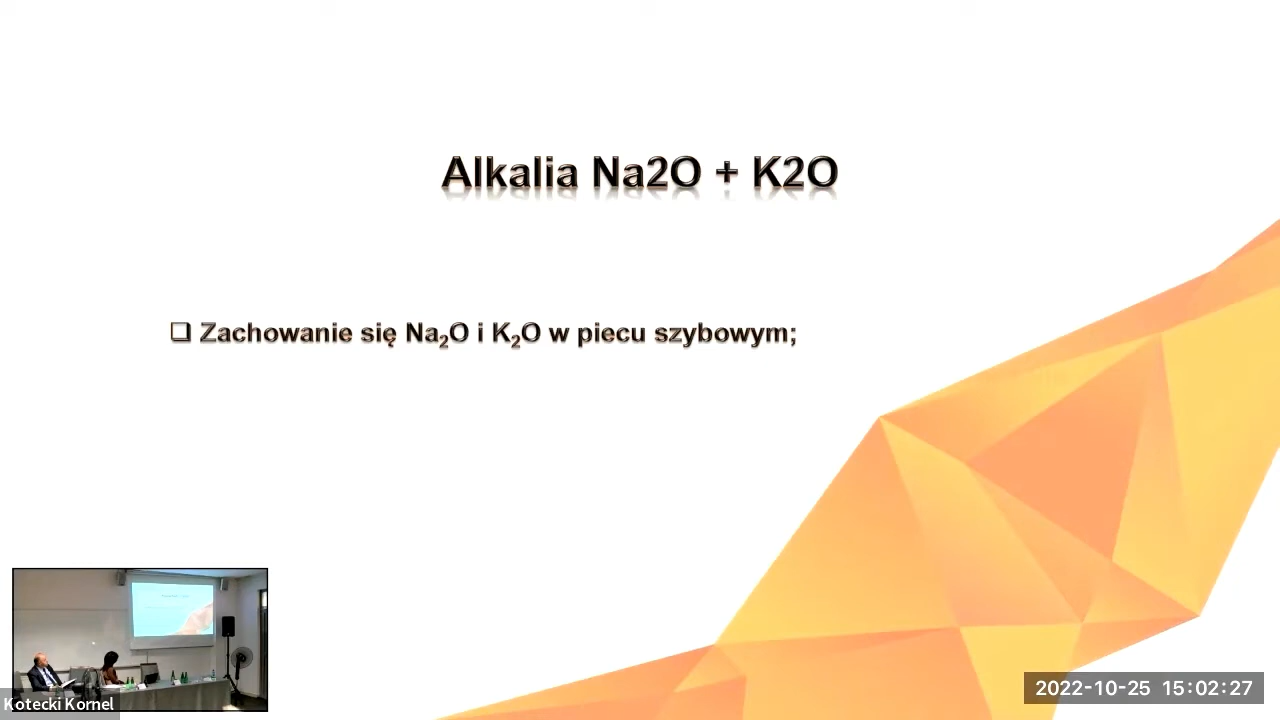 Alkalia Na2O + K2O
❑ Zachowanie się Na₂O i K₂O w piecu szybowym;
Kotecki Kornel
2022-10-25 15:02:27